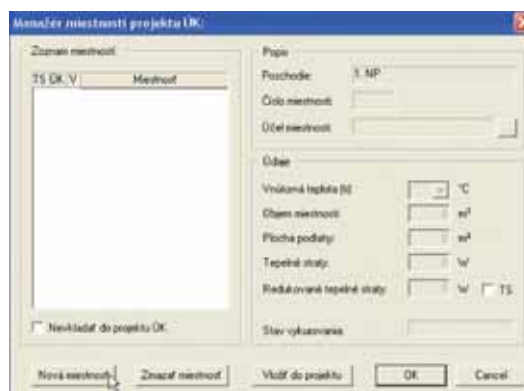 Manažér miestností projektu ÚK:
Zoznam miestností
TS ÚK, V Miestnosť
Nevkladať do projektu ÚK
Popis
Poschodie: 1. NP
Číslo miestnosti:
Účel miestnosti:
...
Údaje
Vnútorná teplota (ti): °C
Objem miestnosti: m³
Plocha podlahy: m²
Tepelné straty: W
Redukované tepelné straty: W TS
Stav vykurovania:
Nová miestnosť
Zmazať miestnosť
Vložiť do projektu
OK
Cancel